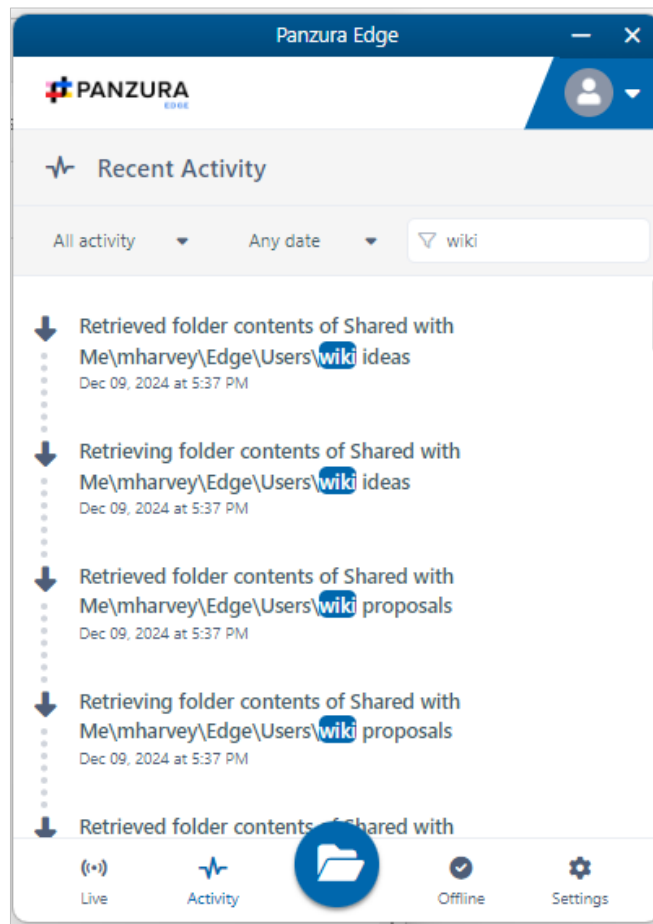 Panzura Edge
PANZURA
EDGE
Recent Activity
All activity
Any date
wiki
Retrieved folder contents of Shared with
Me\mharvey\Edge\Users\wiki ideas
Dec 09, 2024 at 5:37 PM
Retrieving folder contents of Shared with
Me\mharvey\Edge\Users\wiki ideas
Dec 09, 2024 at 5:37 PM
Retrieved folder contents of Shared with
Me\mharvey\Edge\Users\wiki proposals
Dec 09, 2024 at 5:37 PM
Retrieving folder contents of Shared with
Me\mharvey\Edge\Users\wiki proposals
Dec 09, 2024 at 5:37 PM
Retrieved folder contents of Shared with
Live
Activity
Offline
Settings